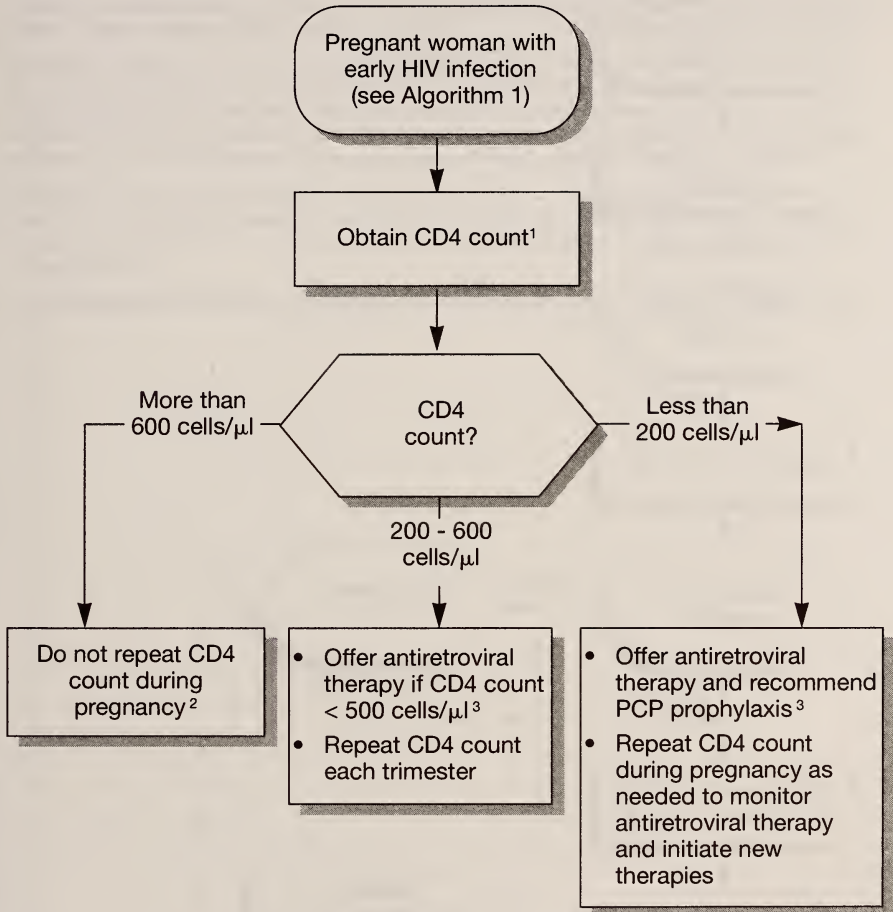 Pregnant woman with
early HIV infection
(see Algorithm 1)
Obtain CD4 count¹
CD4
count?
More than
600 cells/μl
200 - 600
cells/μl
Less than
200 cells/μl
Do not repeat CD4
count during
pregnancy²
• Offer antiretroviral
therapy if CD4 count
< 500 cells/μl³
• Repeat CD4 count
each trimester
• Offer antiretroviral
therapy and recommend
PCP prophylaxis³
• Repeat CD4 count
during pregnancy as
needed to monitor
antiretroviral therapy
and initiate new
therapies